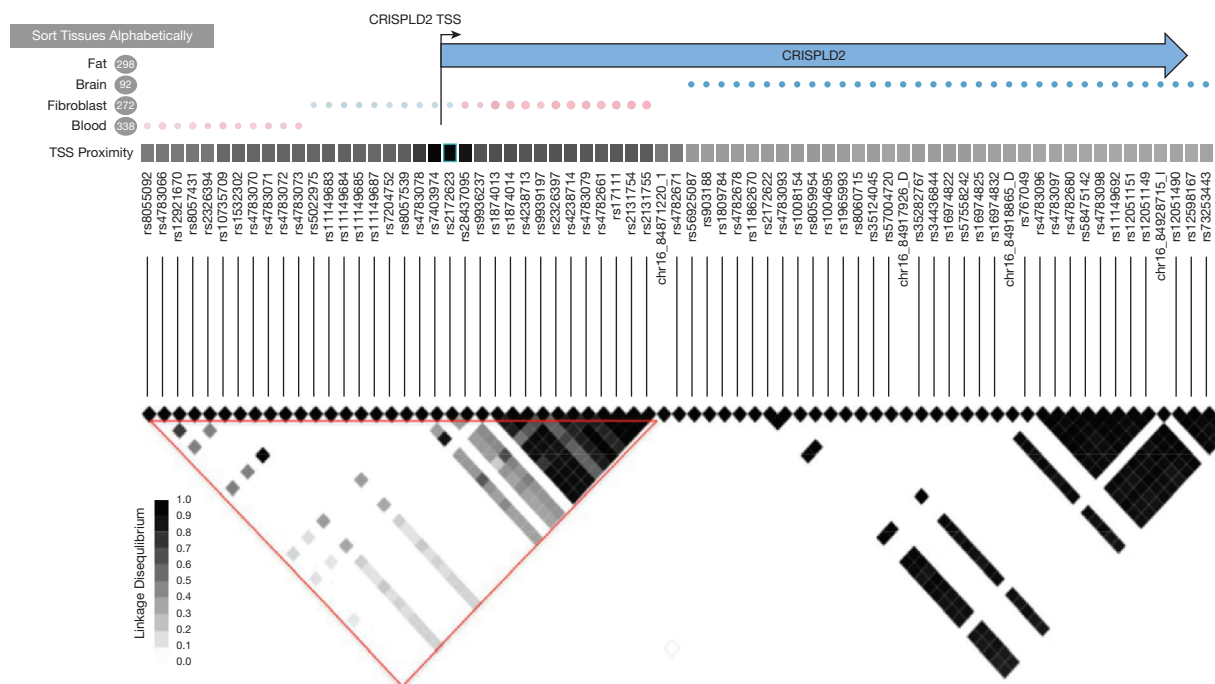 CRISPLD2 TSS
Sort Tissues Alphabetically
CRISPLD2
Fat 298
Brain 92
Fibroblast 272
Blood 338
TSS Proximity
rs8055092
rs4783066
rs12921670
rs8057431
rs2326394
rs10735709
rs1532302
rs4783070
rs4783071
rs4783072
rs4783073
rs5022975
rs11149683
rs11149684
rs11149685
rs11149687
rs7204752
rs8057539
rs4783078
rs7403974
rs2172623
rs28437095
rs9936237
rs1874013
rs1874014
rs4238713
rs9939197
rs2326397
rs4238714
rs4783079
rs4782661
rs17111
rs2131754
rs2131755
chr16_84871220_1
rs4782671
rs56925087
rs903188
rs1809784
rs4782678
rs11862670
rs2172622
rs4783093
rs1008154
rs8059954
rs1004695
rs1965993
rs8060715
rs35124045
rs57004720
chr16_84917926_D
rs35282767
rs34436844
rs16974822
rs57558242
rs16974825
rs16974832
chr16_84918865_D
rs767049
rs4783096
rs4783097
rs4782680
rs58475142
rs4783098
rs11149692
rs12051151
rs12051149
chr16_84928715_I
rs12051490
rs12598167
rs73253443
Linkage Disequlibrium
1.0
0.9
0.8
0.7
0.6
0.5
0.4
0.3
0.2
0.1
0.0